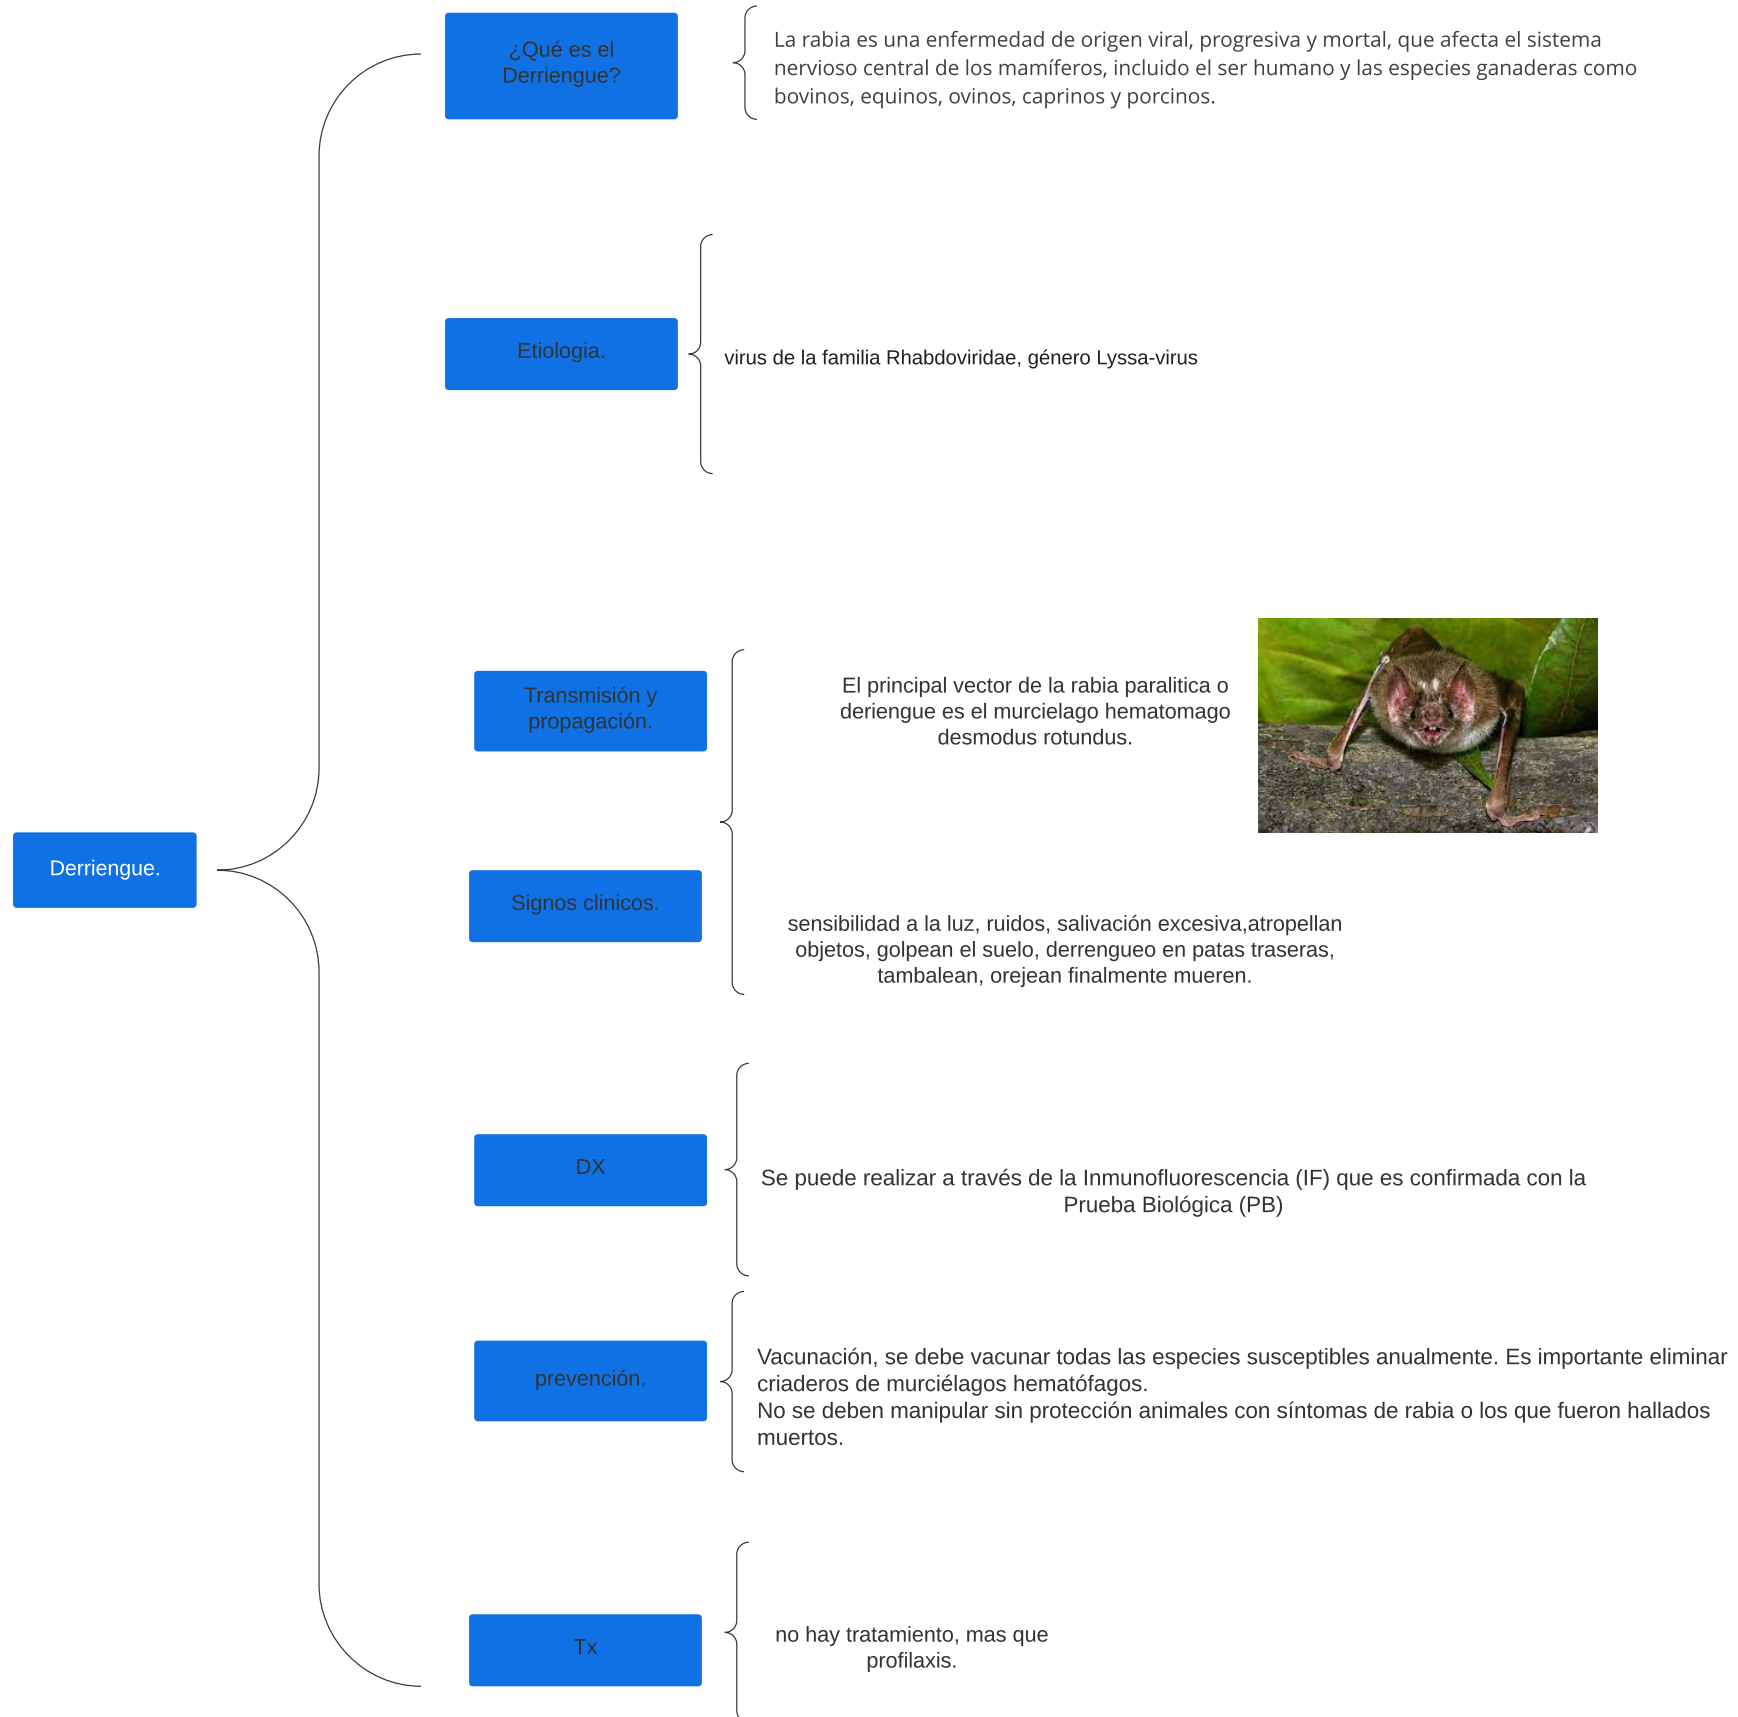 ¿Qué es el
Derriengue?
La rabia es una enfermedad de origen viral, progresiva y mortal, que afecta el sistema
nervioso central de los mamíferos, incluido el ser humano y las especies ganaderas como
bovinos, equinos, ovinos, caprinos y porcinos.
Etiologia.
virus de la familia Rhabdoviridae, género Lyssa-virus
Transmisión y
propagación.
El principal vector de la rabia paralitica o
deriengue es el murcielago hematomago
desmodus rotundus.
Derriengue.
Signos clinicos.
sensibilidad a la luz, ruidos, salivación excesiva,atropellan
objetos, golpean el suelo, derrengueo en patas traseras,
tambalean, orejean finalmente mueren.
DX
Se puede realizar a través de la Inmunofluorescencia (IF) que es confirmada con la
Prueba Biológica (PB)
prevención.
Vacunación, se debe vacunar todas las especies susceptibles anualmente. Es importante eliminar
criaderos de murciélagos hematófagos.
No se deben manipular sin protección animales con síntomas de rabia o los que fueron hallados
muertos.
Tx
no hay tratamiento, mas que
profilaxis.